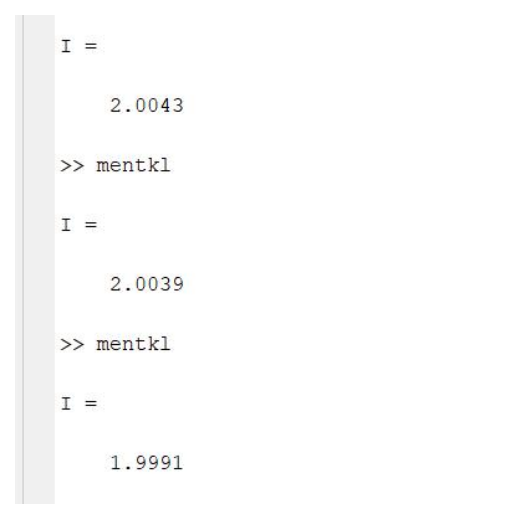 I =
2.0043
>> mentkl
I =
2.0039
>> mentkl
I =
1.9991